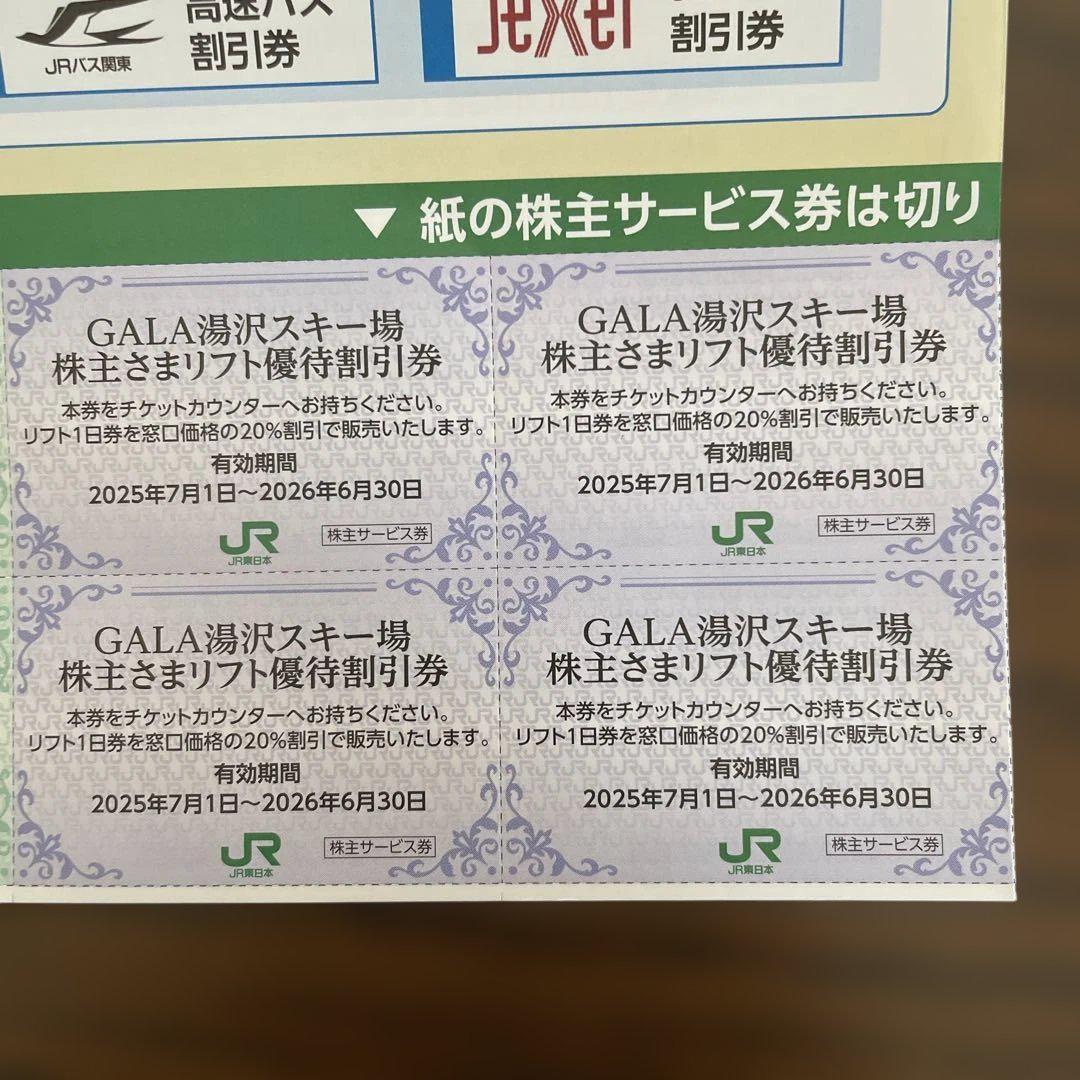 高速バス
割引券
JRバス関東
JEXER
割引券
▼ 紙の株主サービス券は切り
GALA湯沢スキー場
株主さまリフト優待割引券
本券をチケットカウンターへお持ちください。
リフト1日券を窓口価格の20%割引で販売いたします。
有効期間
2025年7月1日～2026年6月30日
JR
JR東日本
株主サービス券
GALA湯沢スキー場
株主さまリフト優待割引券
本券をチケットカウンターへお持ちください。
リフト1日券を窓口価格の20%割引で販売いたします。
有効期間
2025年7月1日～2026年6月30日
JR
JR東日本
株主サービス券
GALA湯沢スキー場
株主さまリフト優待割引券
本券をチケットカウンターへお持ちください。
リフト1日券を窓口価格の20%割引で販売いたします。
有効期間
2025年7月1日～2026年6月30日
JR
JR東日本
株主サービス券
GALA湯沢スキー場
株主さまリフト優待割引券
本券をチケットカウンターへお持ちください。
リフト1日券を窓口価格の20%割引で販売いたします。
有効期間
2025年7月1日～2026年6月30日
JR
JR東日本
株主サービス券